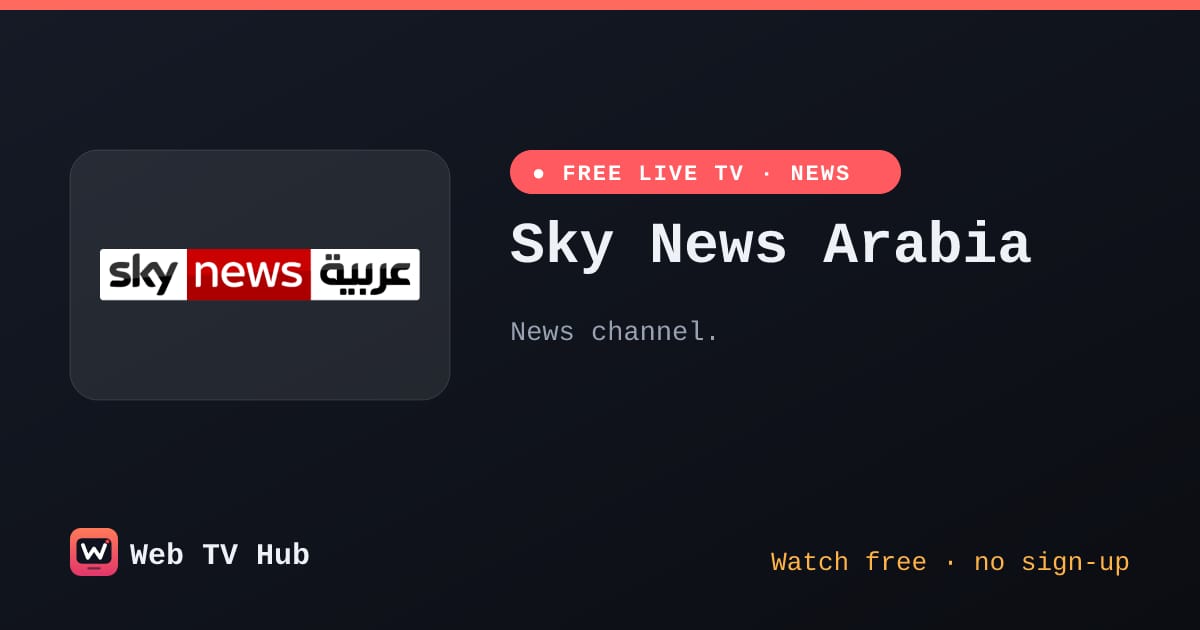 sky news عربية
● FREE LIVE TV · NEWS
Sky News Arabia
News channel.
W Web TV Hub
Watch free · no sign-up